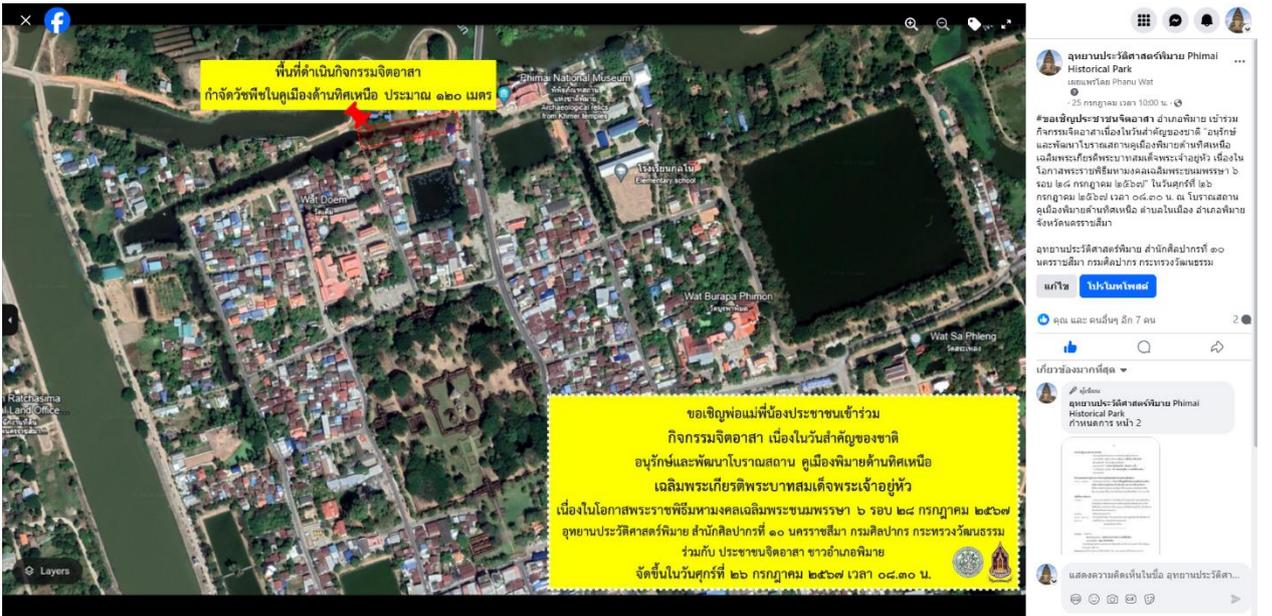 พื้นที่ดำเนินกิจกรรมจิตอาสา
กำจัดวัชพืชในคูเมืองด้านทิศเหนือ ประมาณ ๑๒๐ เมตร
Phimai National Museum
พิพิธภัณฑสถาน
แห่งชาติพิมาย
Archaeological relics
from Khmer temples
โรงเรียนกุลโน
Elementary school
Wat Doem
วัดเดิม
Wat Burapa Phimon
วัดบูรพาพิมล
Wat Sa Phleng
วัดสระเพลง
Ratchasima
Land Office
Layers
ขอเชิญพ่อแม่พี่น้องประชาชนเข้าร่วม
กิจกรรมจิตอาสา เนื่องในวันสำคัญของชาติ
อนุรักษ์และพัฒนาโบราณสถาน คูเมืองพิมายด้านทิศเหนือ
เฉลิมพระเกียรติพระบาทสมเด็จพระเจ้าอยู่หัว
เนื่องในโอกาสพระราชพิธีมหามงคลเฉลิมพระชนมพรรษา ๖ รอบ ๒๘ กรกฎาคม ๒๕๖๗
อุทยานประวัติศาสตร์พิมาย สำนักศิลปากรที่ ๑๐ นครราชสีมา กรมศิลปากร กระทรวงวัฒนธรรม
ร่วมกับ ประชาชนจิตอาสา ชาวอำเภอพิมาย
จัดขึ้นในวันศุกร์ที่ ๒๖ กรกฎาคม ๒๕๖๗ เวลา ๐๘.๓๐ น.
อุทยานประวัติศาสตร์พิมาย Phimai
Historical Park
เผยแพร่โดย Phanu Wat
· 25 กรกฎาคม เวลา 10:00 น. ·
#ขอเชิญประชาชนจิตอาสา อำเภอพิมาย เข้าร่วม
กิจกรรมจิตอาสาเนื่องในวันสำคัญของชาติ "อนุรักษ์
และพัฒนาโบราณสถานคูเมืองพิมายด้านทิศเหนือ
เฉลิมพระเกียรติพระบาทสมเด็จพระเจ้าอยู่หัว เนื่องใน
โอกาสพระราชพิธีมหามงคลเฉลิมพระชนมพรรษา ๖
รอบ ๒๘ กรกฎาคม ๒๕๖๗" ในวันศุกร์ที่ ๒๖
กรกฎาคม ๒๕๖๗ เวลา ๐๘.๓๐ น. ณ โบราณสถาน
คูเมืองพิมายด้านทิศเหนือ ตำบลในเมือง อำเภอพิมาย
จังหวัดนครราชสีมา
อุทยานประวัติศาสตร์พิมาย สำนักศิลปากรที่ ๑๐
นครราชสีมา กรมศิลปากร กระทรวงวัฒนธรรม
แก้ไข โปรโมทโพสต์
คุณ และ คนอื่นๆ อีก 7 คน 2
เกี่ยวข้องมากที่สุด
ผู้เขียน
อุทยานประวัติศาสตร์พิมาย Phimai
Historical Park
กำหนดการ หน้า 2
แสดงความคิดเห็นในชื่อ อุทยานประวัติศา...